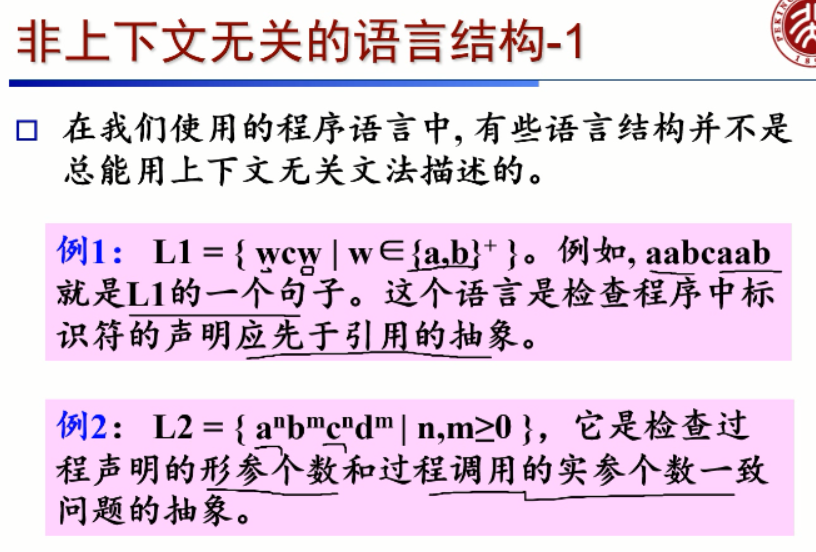 非上下文无关的语言结构-1
在我们使用的程序语言中, 有些语言结构并不是
总能用上下文无关文法描述的。
例1： L1 = { wcw | w∈{a,b}⁺ }。例如, aabcaab
就是L1的一个句子。这个语言是检查程序中标
识符的声明应先于引用的抽象。
例2： L2 = { aⁿbᵐcⁿdᵐ | n,m≥0 }，它是检查过
程声明的形参个数和过程调用的实参个数一致
问题的抽象。